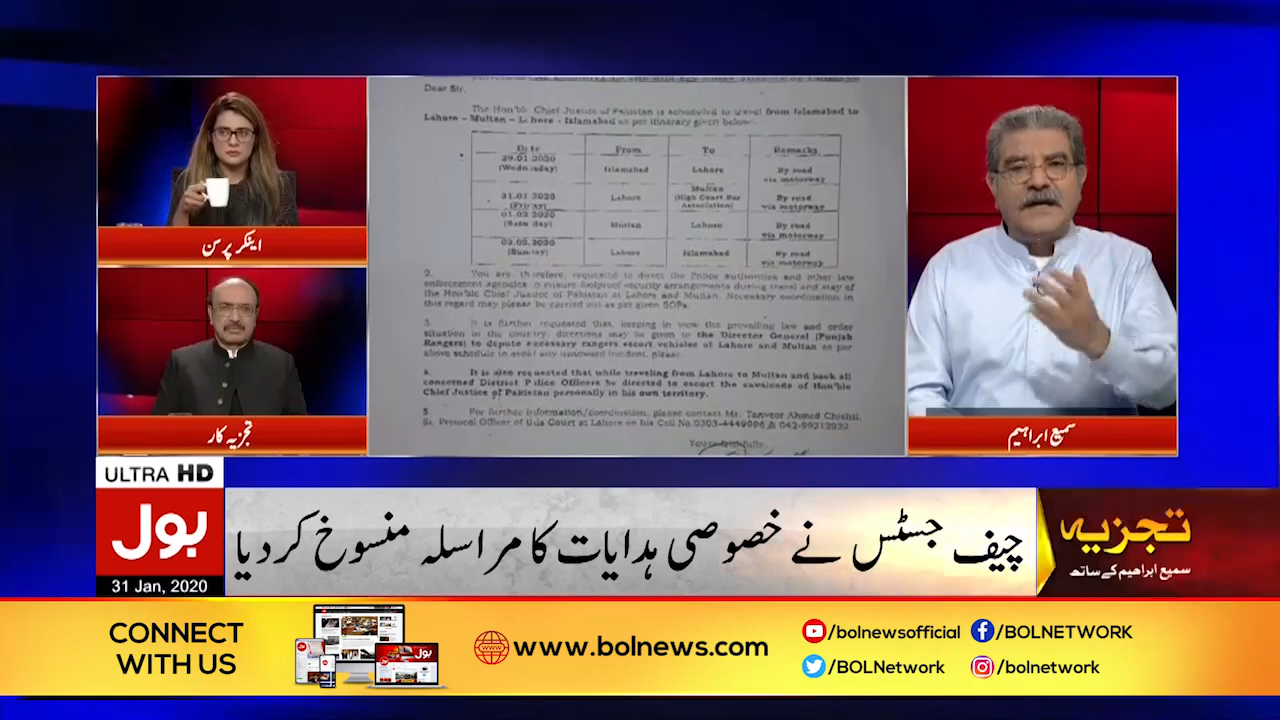 Dear Sir,
The Hon'ble Chief Justice of Pakistan is scheduled to travel from Islamabad to
Lahore – Multan – Lahore – Islamabad as per itinerary given below:-
Date From To Remarks
29.01.2020 (Wednesday) Islamabad Lahore By road via motorway
31.01.2020 (Friday) Lahore Multan (High Court Bar Association) By road via motorway
01.02.2020 (Saturday) Multan Lahore By road via motorway
02.02.2020 (Sunday) Lahore Islamabad By road via motorway
2. You are, therefore, requested to direct the Police authorities and other law
enforcement agencies to ensure foolproof security arrangements during travel and stay of
the Hon'ble Chief Justice of Pakistan at Lahore and Multan. Necessary coordination in
this regard may please be carried out as per given SOPs.
3. It is further requested that, keeping in view the prevailing law and order
situation in the country, directions may be given to the Director General (Punjab
Rangers) to depute necessary rangers escort vehicles at Lahore and Multan as per
above schedule to avoid any untoward incident, please.
4. It is also requested that while traveling from Lahore to Multan and back all
concerned District Police Officers be directed to escort the cavalcade of Hon'ble
Chief Justice of Pakistan personally in his own territory.
5. For further information/coordination, please contact Mr. Tanveer Ahmed Chishti,
Sr. Protocol Officer of this Court at Lahore on his Cell No.
Yours faithfully,
اینکر پرسن
تجزیہ کار
سمیع ابراہیم
ULTRA HD
بول
31 Jan, 2020
چیف جسٹس نے خصوصی ہدایات کا مراسلہ منسوخ کردیا
تجزیہ
سمیع ابراھیم کے ساتھ
CONNECT
WITH US
بول
www.bolnews.com
/bolnewsofficial
/BOLNETWORK
/BOLNetwork
/bolnetwork